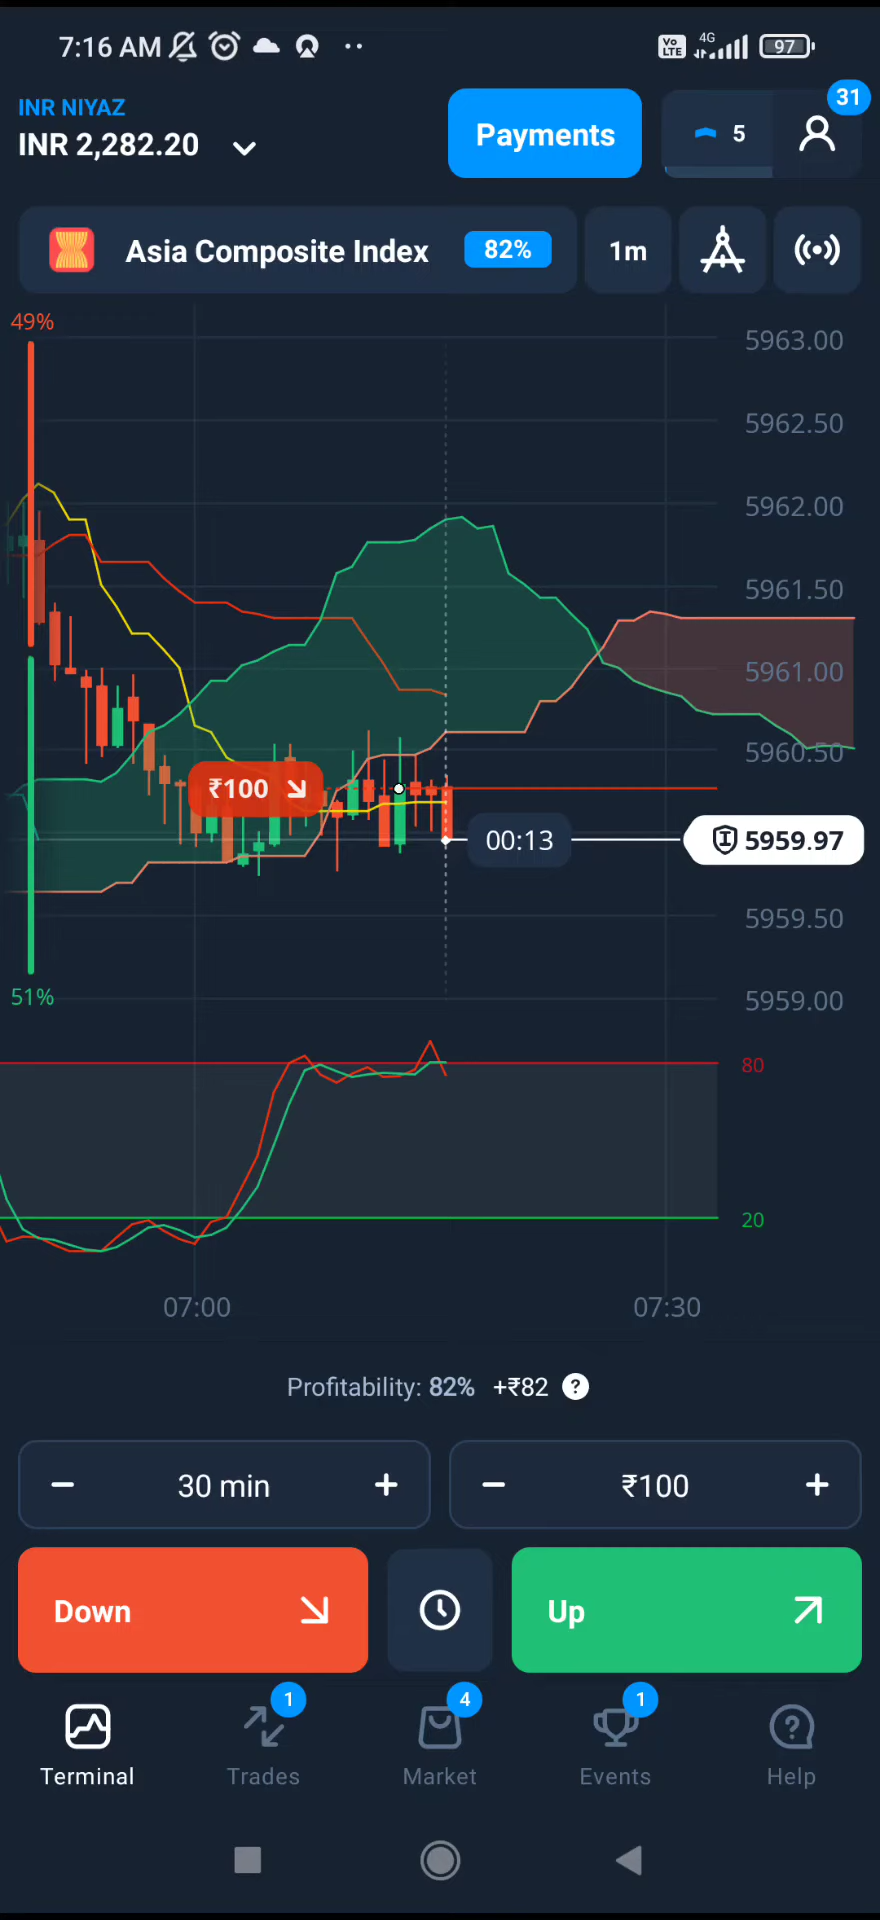 7:16 AM
Vo LTE 4G 97
INR NIYAZ
INR 2,282.20
Payments
5
31
Asia Composite Index 82% 1m
49%
5963.00
5962.50
5962.00
5961.50
5961.00
5960.50
₹100
00:13
5959.97
5959.50
51%
5959.00
80
20
07:00 07:30
Profitability: 82% +₹82 ?
− 30 min +
− ₹100 +
Down
Up
1
4
1
Terminal Trades Market Events Help